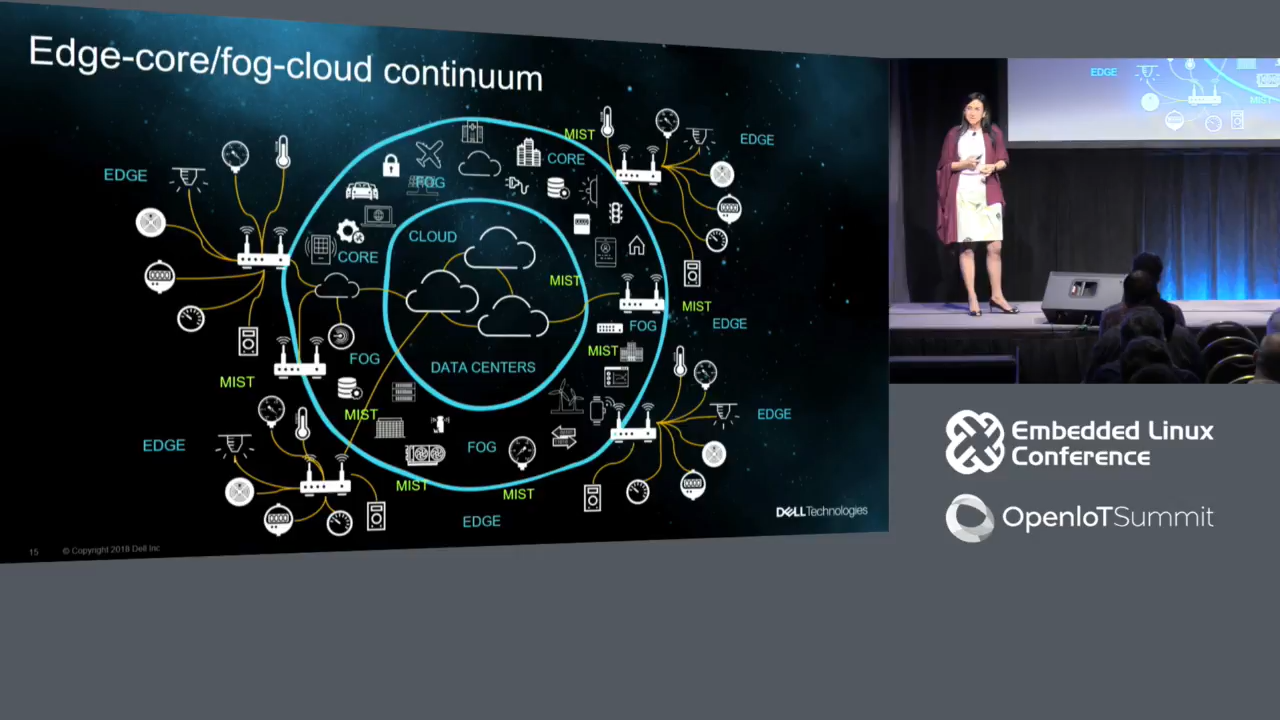 Edge-core/fog-cloud continuum
MIST
EDGE
CORE
EDGE
FOG
CLOUD
CORE
MIST
MIST
EDGE
FOG
MIST
FOG
DATA CENTERS
MIST
MIST
EDGE
EDGE
FOG
MIST
MIST
EDGE
DELL Technologies
15 © Copyright 2018 Dell Inc
EDGE
MIST
Embedded Linux
Conference
OpenIoTSummit